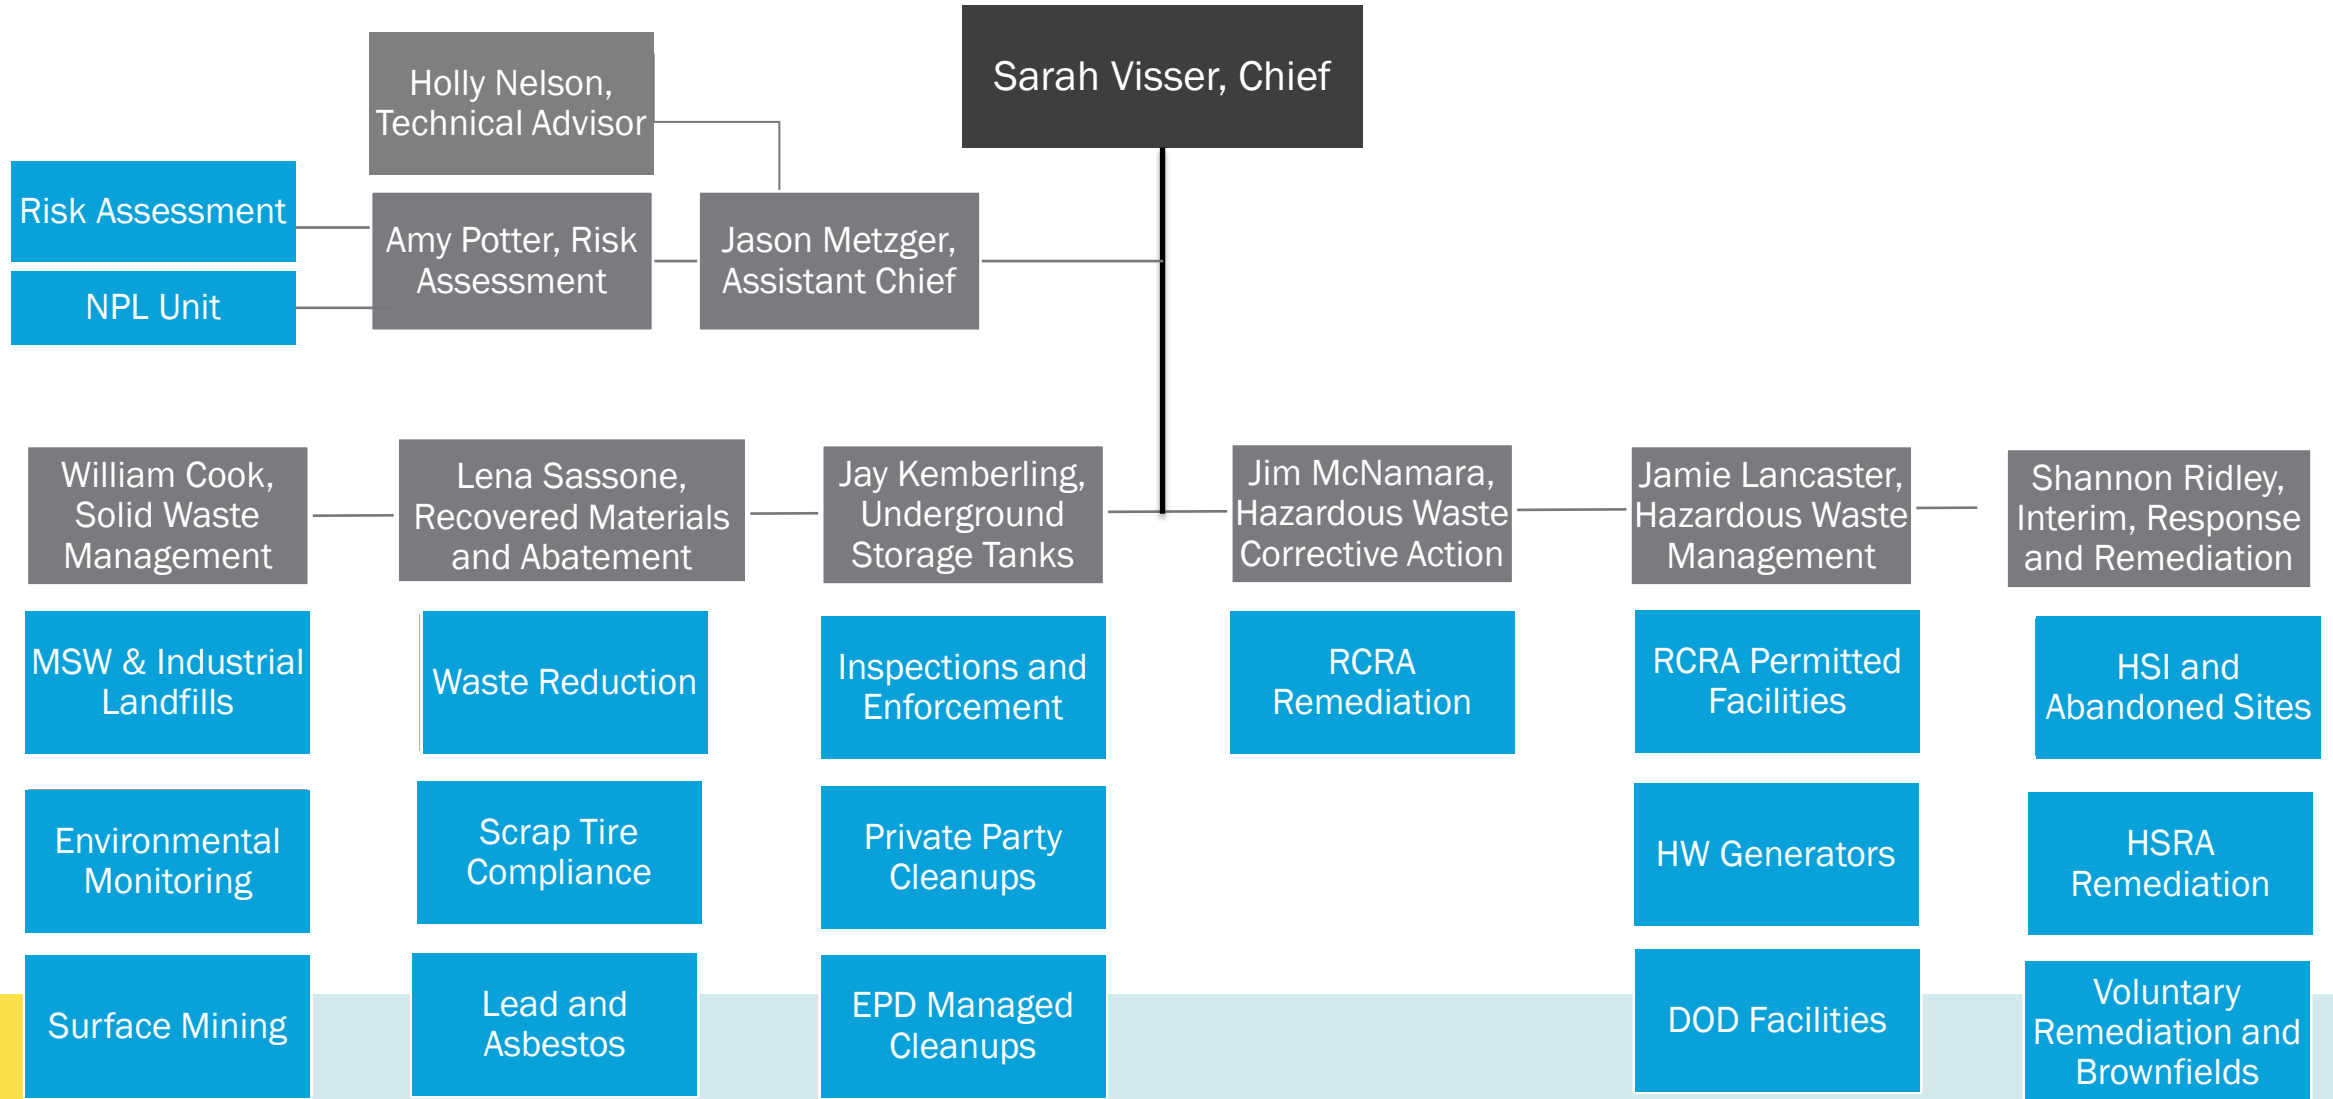 Sarah Visser, Chief
Holly Nelson,
Technical Advisor
Risk Assessment
NPL Unit
Amy Potter, Risk
Assessment
Jason Metzger,
Assistant Chief
William Cook,
Solid Waste
Management
MSW & Industrial
Landfills
Environmental
Monitoring
Surface Mining
Lena Sassone,
Recovered Materials
and Abatement
Waste Reduction
Scrap Tire
Compliance
Lead and
Asbestos
Jay Kemberling,
Underground
Storage Tanks
Inspections and
Enforcement
Private Party
Cleanups
EPD Managed
Cleanups
Jim McNamara,
Hazardous Waste
Corrective Action
RCRA
Remediation
Jamie Lancaster,
Hazardous Waste
Management
RCRA Permitted
Facilities
HW Generators
DOD Facilities
Shannon Ridley,
Interim, Response
and Remediation
HSI and
Abandoned Sites
HSRA
Remediation
Voluntary
Remediation and
Brownfields